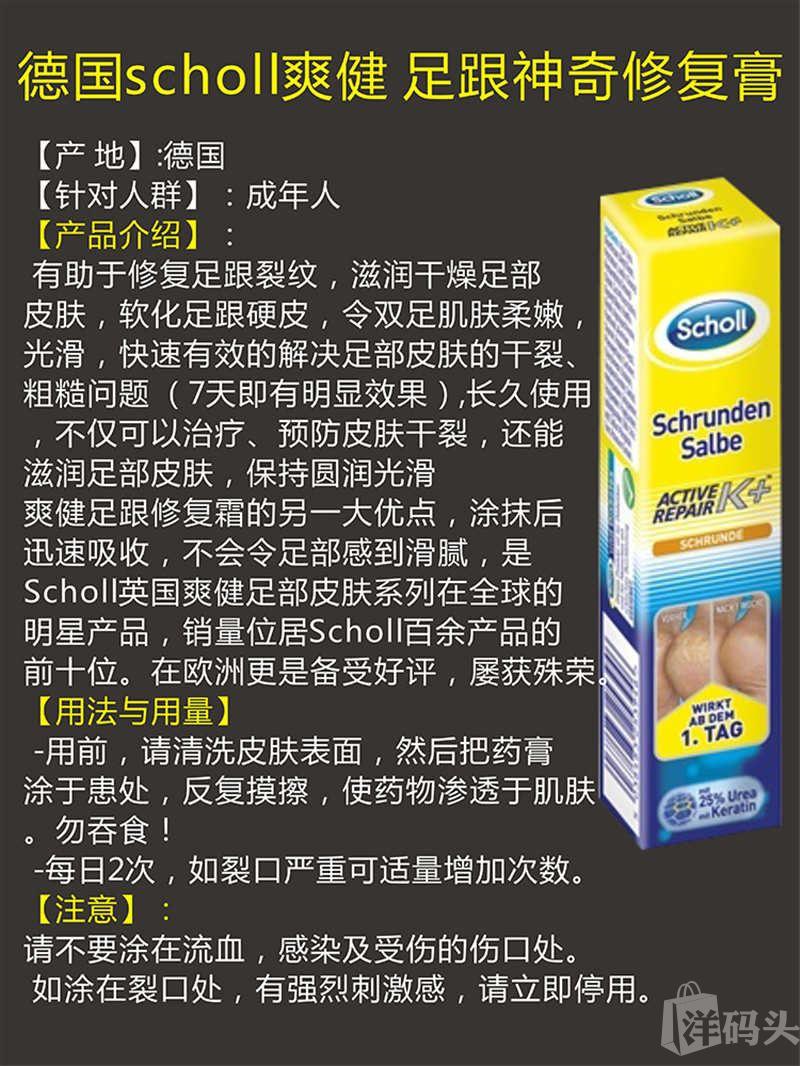 德国scholl爽健 足跟神奇修复膏
【产 地】:德国
【针对人群】：成年人
【产品介绍】：
有助于修复足跟裂纹，滋润干燥足部
皮肤，软化足跟硬皮，令双足肌肤柔嫩，
光滑，快速有效的解决足部皮肤的干裂、
粗糙问题（7天即有明显效果）,长久使用
，不仅可以治疗、预防皮肤干裂，还能
滋润足部皮肤，保持圆润光滑
爽健足跟修复霜的另一大优点，涂抹后
迅速吸收，不会令足部感到滑腻，是
Scholl英国爽健足部皮肤系列在全球的
明星产品，销量位居Scholl百余产品的
前十位。在欧洲更是备受好评，屡获殊荣。
【用法与用量】
-用前，请清洗皮肤表面，然后把药膏
涂于患处，反复摸擦，使药物渗透于肌肤
。勿吞食！
-每日2次，如裂口严重可适量增加次数。
【注意】：
请不要涂在流血，感染及受伤的伤口处。
如涂在裂口处，有强烈刺激感，请立即停用。
Scholl
Schrunden
Salbe
ACTIVE
REPAIR K+
Scholl
Schrunden
Salbe
ACTIVE
REPAIR K+
SCHRUNDE
WIRKT
AB DEM
1. TAG
mit
25% Urea
mit Keratin
洋码头